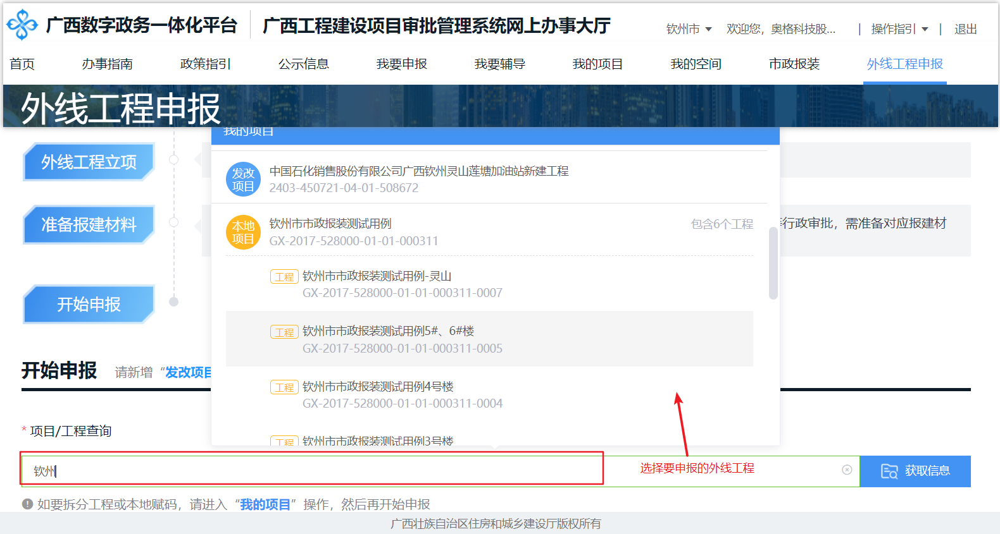 广西数字政务一体化平台
广西工程建设项目审批管理系统网上办事大厅
钦州市
欢迎您，奥格科技股...
操作指引
退出
首页
办事指南
政策指引
公示信息
我要申报
我要辅导
我的项目
我的空间
市政报装
外线工程申报
外线工程申报
我的项目
外线工程立项
发改项目
中国石化销售股份有限公司广西钦州灵山莲塘加油站新建工程
2403-450721-04-01-508672
准备报建材料
行政审批，需准备对应报建材
本地项目
钦州市市政报装测试用例
包含6个工程
GX-2017-528000-01-01-000311
工程 钦州市市政报装测试用例-灵山
GX-2017-528000-01-01-000311-0007
开始申报
工程 钦州市市政报装测试用例5#、6#楼
GX-2017-528000-01-01-000311-0005
开始申报
请新增“发改项目
工程 钦州市市政报装测试用例4号楼
GX-2017-528000-01-01-000311-0004
* 项目/工程查询
工程 钦州市市政报装测试用例3号楼
钦州
选择要申报的外线工程
获取信息
如要拆分工程或本地赋码，请进入“我的项目”操作，然后再开始申报
广西壮族自治区住房和城乡建设厅版权所有